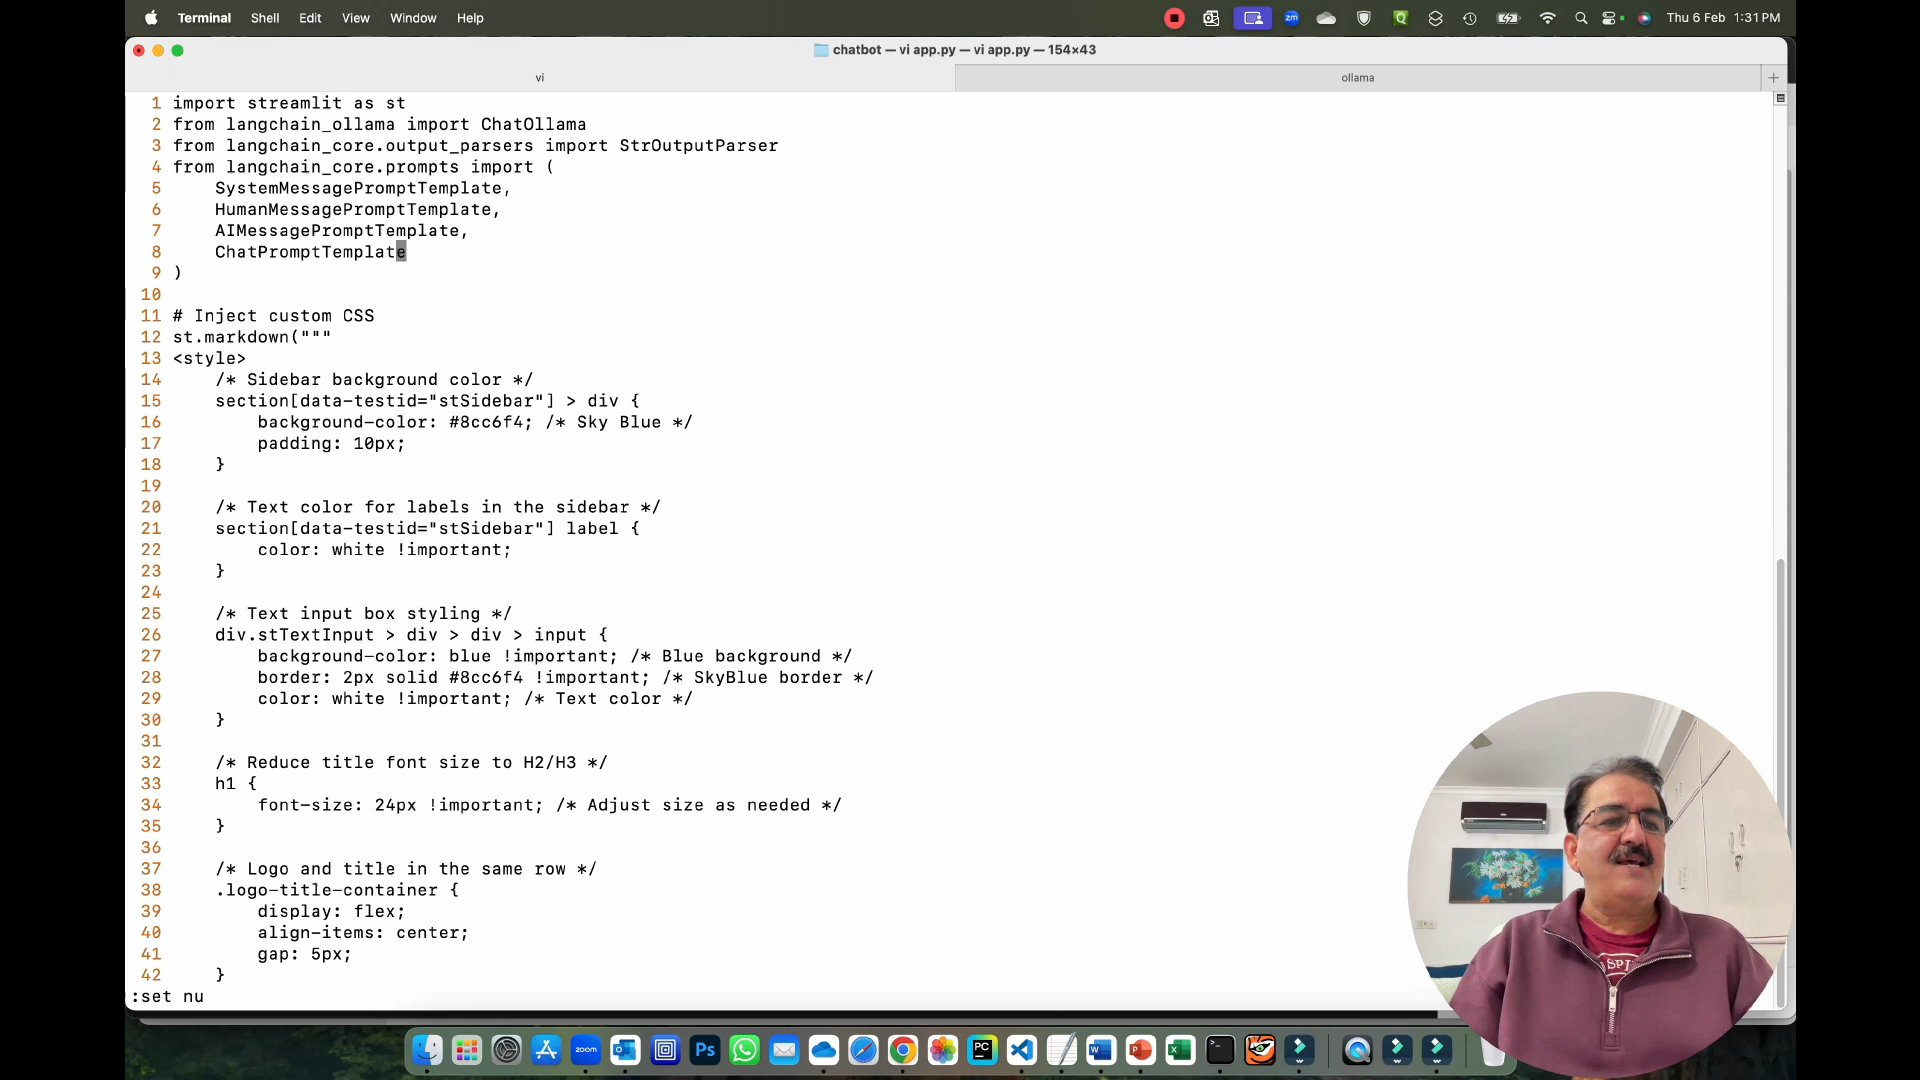 Terminal Shell Edit View Window Help
Thu 6 Feb 1:31 PM
chatbot — vi app.py — vi app.py — 154×43
vi
ollama
1 import streamlit as st
2 from langchain_ollama import ChatOllama
3 from langchain_core.output_parsers import StrOutputParser
4 from langchain_core.prompts import (
5     SystemMessagePromptTemplate,
6     HumanMessagePromptTemplate,
7     AIMessagePromptTemplate,
8     ChatPromptTemplate
9 )
10
11 # Inject custom CSS
12 st.markdown("""
13 <style>
14     /* Sidebar background color */
15     section[data-testid="stSidebar"] > div {
16         background-color: #8cc6f4; /* Sky Blue */
17         padding: 10px;
18     }
19
20     /* Text color for labels in the sidebar */
21     section[data-testid="stSidebar"] label {
22         color: white !important;
23     }
24
25     /* Text input box styling */
26     div.stTextInput > div > div > input {
27         background-color: blue !important; /* Blue background */
28         border: 2px solid #8cc6f4 !important; /* SkyBlue border */
29         color: white !important; /* Text color */
30     }
31
32     /* Reduce title font size to H2/H3 */
33     h1 {
34         font-size: 24px !important; /* Adjust size as needed */
35     }
36
37     /* Logo and title in the same row */
38     .logo-title-container {
39         display: flex;
40         align-items: center;
41         gap: 5px;
42     }
:set nu
zoom
Ps
PC